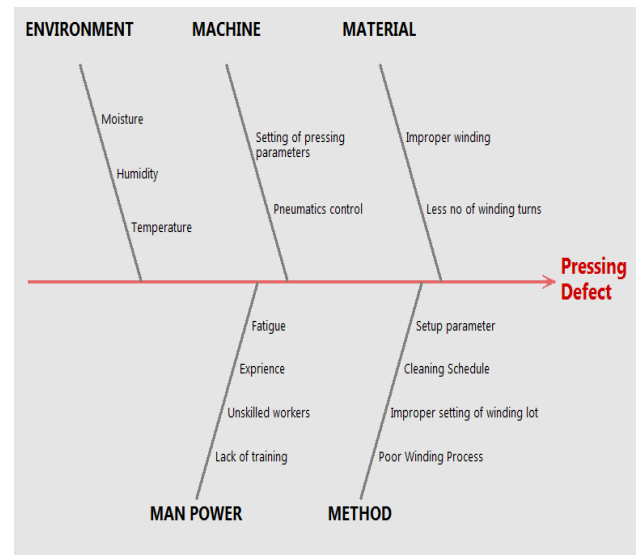 ENVIRONMENT
MACHINE
MATERIAL
Moisture
Humidity
Temperature
Setting of pressing
parameters
Pneumatics control
Improper winding
Less no of winding turns
Pressing
Defect
Fatigue
Exprience
Unskilled workers
Lack of training
Setup parameter
Cleaning Schedule
Improper setting of winding lot
Poor Winding Process
MAN POWER
METHOD